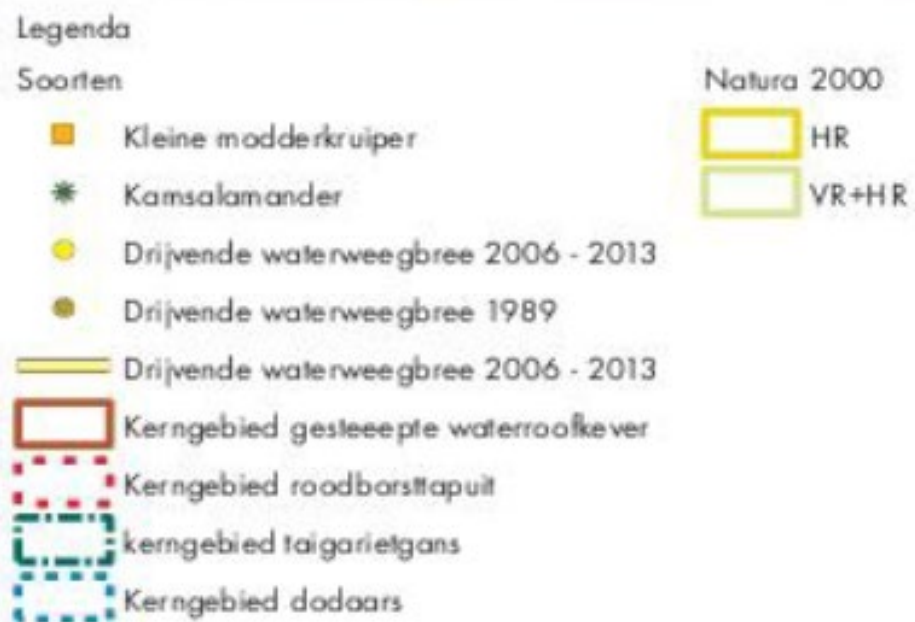 Legenda
Soorten
Kleine modderkruiper
Kamsalamander
Drijvende waterweegbree 2006 - 2013
Drijvende waterweegbree 1989
Drijvende waterweegbree 2006 - 2013
Kerngebied gesteeepte waterroofkever
Kerngebied roodborsttapuit
kerngebied taigarietgans
Kerngebied dodaars
Natura 2000
HR
VR+HR